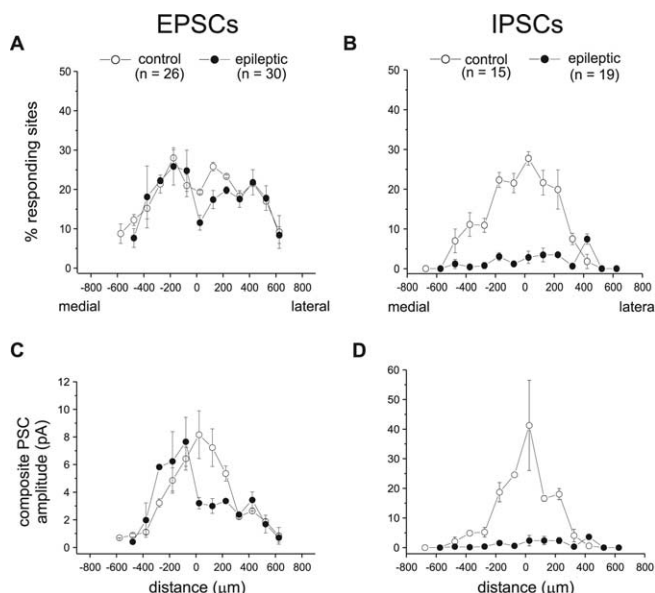 EPSCs IPSCs
A B
control epileptic control epileptic
(n = 26) (n = 30) (n = 15) (n = 19)
50 50
40 40
30 30
20 20
10 10
0 0
% responding sites
-800 -600 -400 -200 0 200 400 600 800 -800 -600 -400 -200 0 200 400 600 800
medial lateral medial latera
C D
12 60
10 50
8 40
6 30
4 20
2 10
0 0
composite PSC
amplitude (pA)
-800 -600 -400 -200 0 200 400 600 800 -800 -600 -400 -200 0 200 400 600 800
distance (μm) distance (μm)